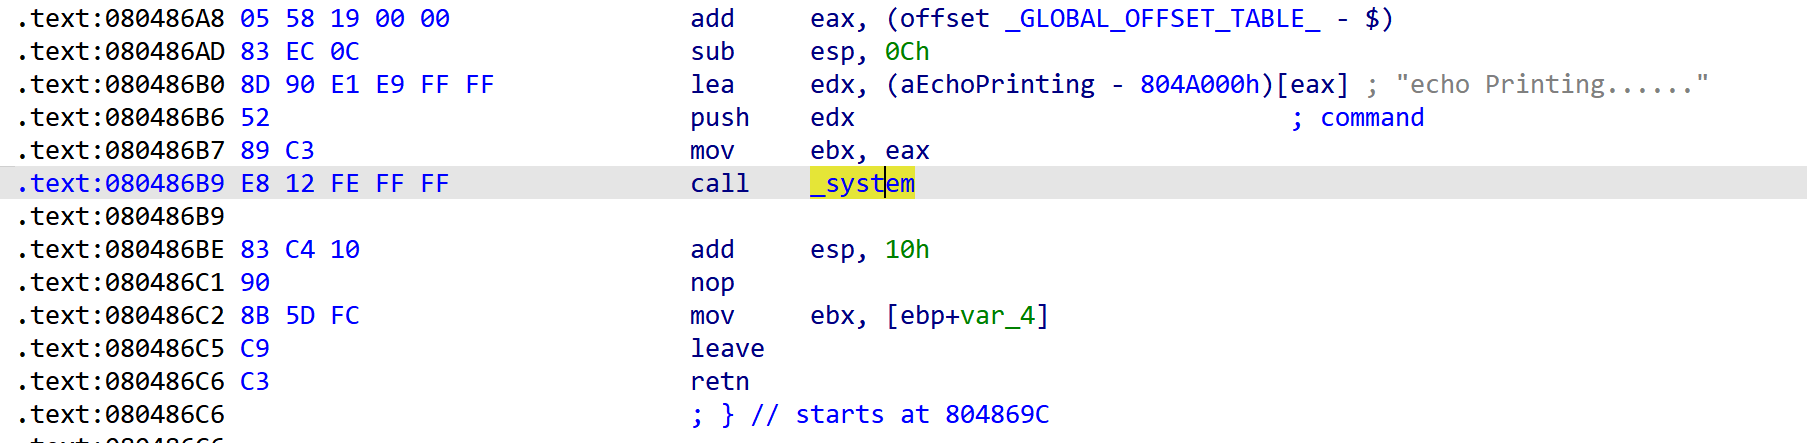 .text:080486A8 05 58 19 00 00 add eax, (offset _GLOBAL_OFFSET_TABLE_ - $)
.text:080486AD 83 EC 0C sub esp, 0Ch
.text:080486B0 8D 90 E1 E9 FF FF lea edx, (aEchoPrinting - 804A000h)[eax] ; "echo Printing......"
.text:080486B6 52 push edx ; command
.text:080486B7 89 C3 mov ebx, eax
.text:080486B9 E8 12 FE FF FF call _system
.text:080486B9
.text:080486BE 83 C4 10 add esp, 10h
.text:080486C1 90 nop
.text:080486C2 8B 5D FC mov ebx, [ebp+var_4]
.text:080486C5 C9 leave
.text:080486C6 C3 retn
.text:080486C6 ; } // starts at 804869C